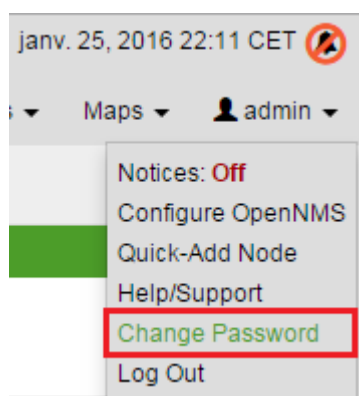 janv. 25, 2016 22:11 CET
Maps admin
Notices: Off
Configure OpenNMS
Quick-Add Node
Help/Support
Change Password
Log Out